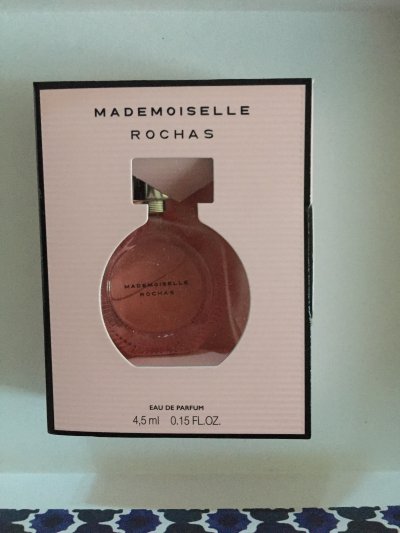 MADEMOISELLE
ROCHAS
MADEMOISELLE
ROCHAS
EAU DE PARFUM
4,5 ml 0.15 FL.OZ.